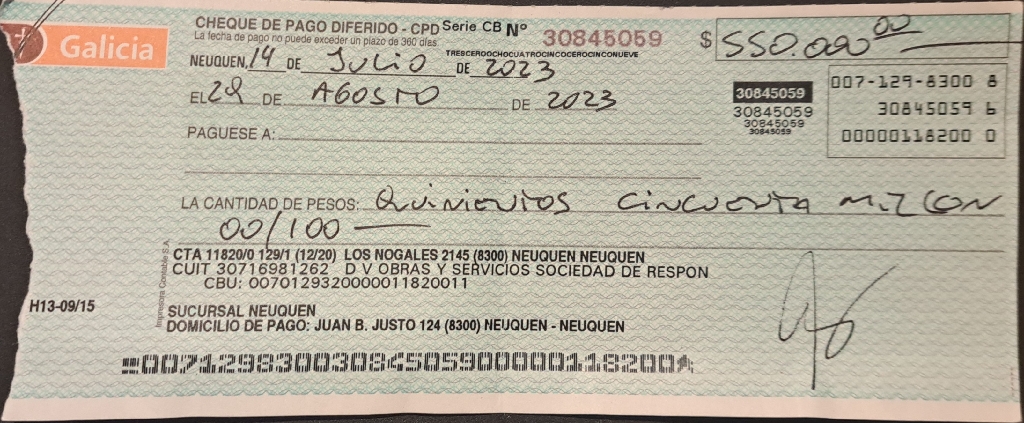 Galicia
CHEQUE DE PAGO DIFERIDO - CPD Serie CB Nº 30845059 $ 550.000 00
La fecha de pago no puede exceder un plazo de 360 días
TRESCEROOCHOCUATROCINCOCEROCINCONUEVE
NEUQUEN, 14 DE JULIO DE 2023
007-129-8300 8
30845059 6
00000118200 0
EL 29 DE AGOSTO DE 2023
30845059
30845059
30845059
30845059
PAGUESE A:
LA CANTIDAD DE PESOS: QUINIENTOS CINCUENTA MIL CON
00/100
CTA 11820/0 129/1 (12/20) LOS NOGALES 2145 (8300) NEUQUEN NEUQUEN
CUIT 30716981262 D V OBRAS Y SERVICIOS SOCIEDAD DE RESPON
CBU: 0070129320000011820011
Impresora Contable S.A.
H13-09/15
SUCURSAL NEUQUEN
DOMICILIO DE PAGO: JUAN B. JUSTO 124 (8300) NEUQUEN - NEUQUEN
00712983003084505900000118200